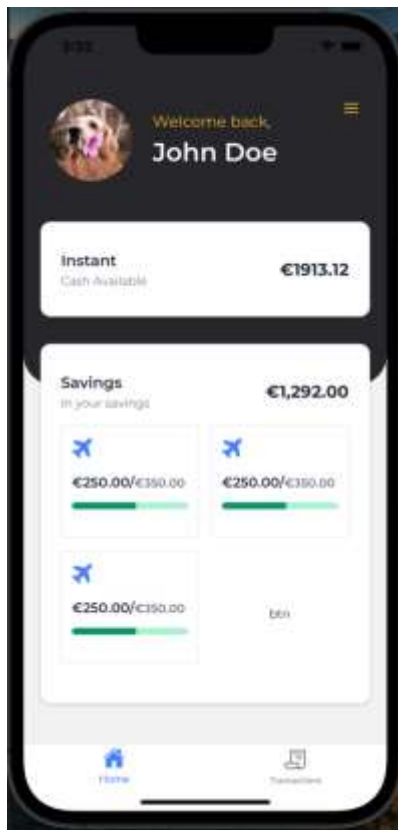 Welcome back,
John Doe
Instant
€1913.12
Cash Available
Savings
€1,292.00
In your savings
€250.00/€350.00
€250.00/€350.00
€250.00/€350.00
btn
Home
Transactions